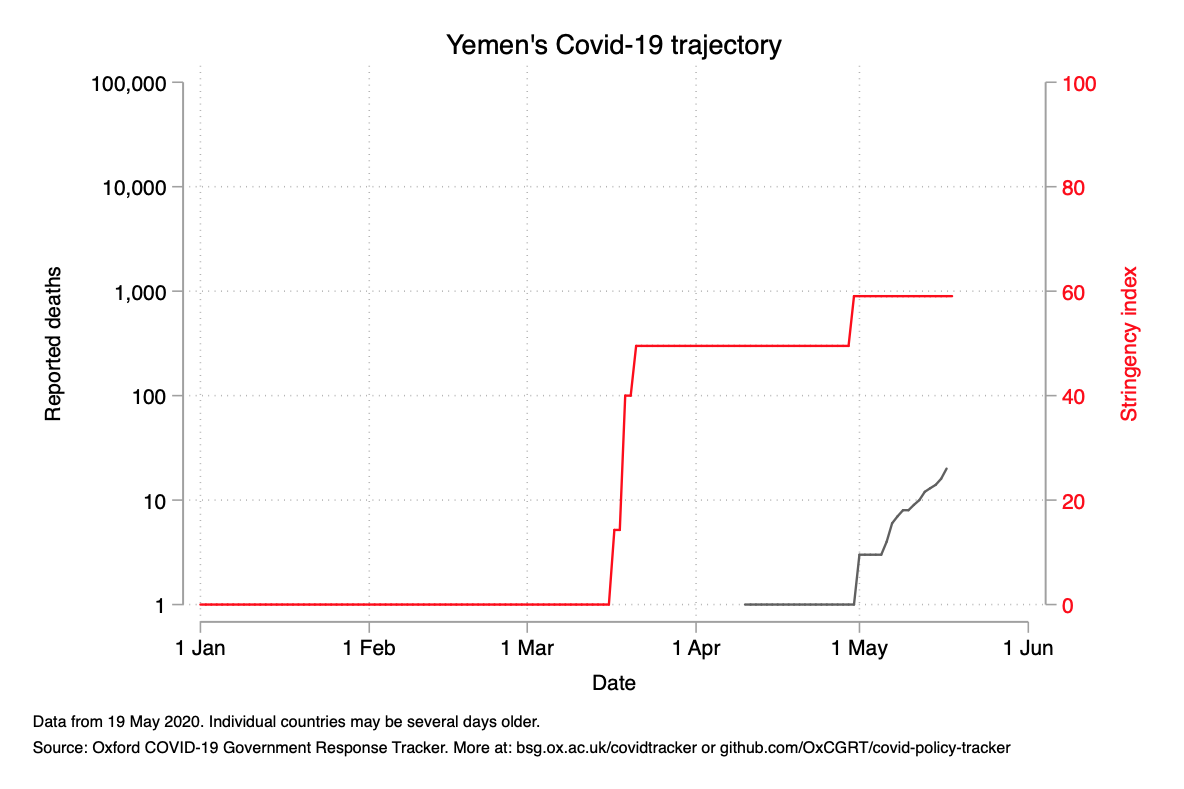 Yemen's Covid-19 trajectory
100,000
10,000
1,000
100
10
1
Reported deaths
100
80
60
40
20
0
Stringency index
1 Jan
1 Feb
1 Mar
1 Apr
1 May
1 Jun
Date
Data from 19 May 2020. Individual countries may be several days older.
Source: Oxford COVID-19 Government Response Tracker. More at: bsg.ox.ac.uk/covidtracker or github.com/OxCGRT/covid-policy-tracker